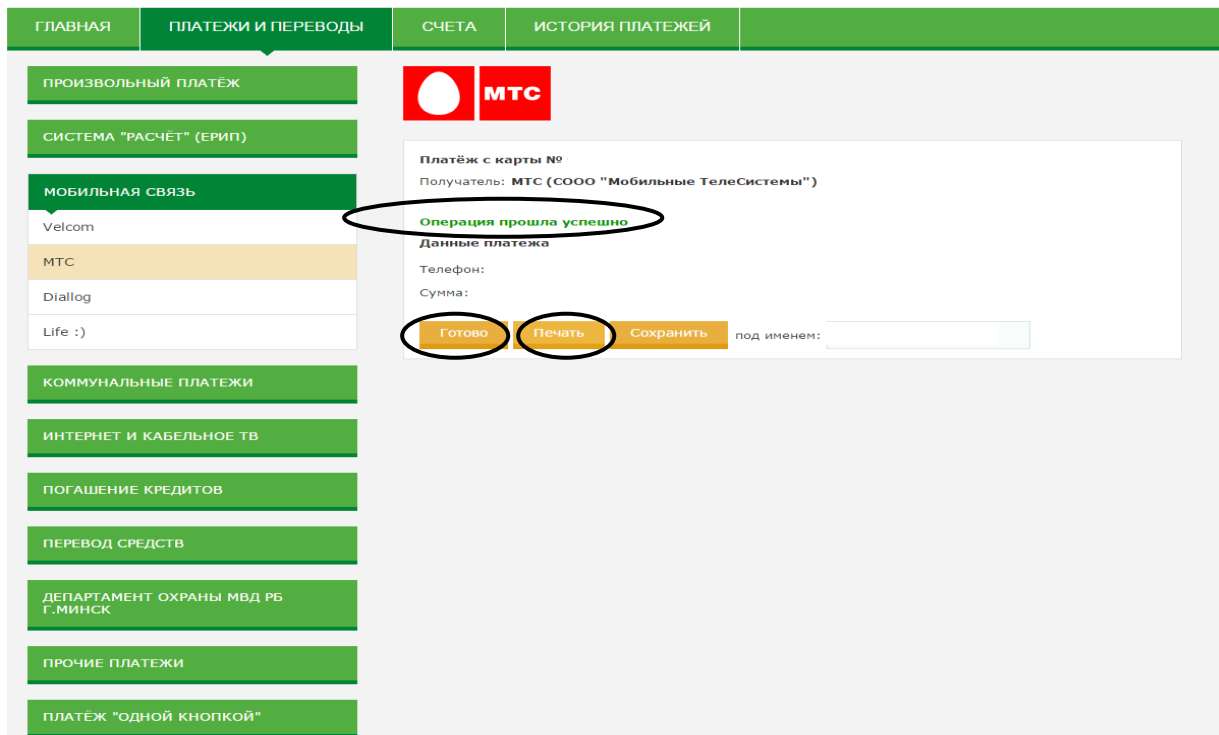 ГЛАВНАЯ
ПЛАТЕЖИ И ПЕРЕВОДЫ
СЧЕТА
ИСТОРИЯ ПЛАТЕЖЕЙ
ПРОИЗВОЛЬНЫЙ ПЛАТЁЖ
СИСТЕМА "РАСЧЁТ" (ЕРИП)
МОБИЛЬНАЯ СВЯЗЬ
Velcom
МТС
Diallog
Life :)
КОММУНАЛЬНЫЕ ПЛАТЕЖИ
ИНТЕРНЕТ И КАБЕЛЬНОЕ ТВ
ПОГАШЕНИЕ КРЕДИТОВ
ПЕРЕВОД СРЕДСТВ
ДЕПАРТАМЕНТ ОХРАНЫ МВД РБ
Г.МИНСК
ПРОЧИЕ ПЛАТЕЖИ
ПЛАТЁЖ "ОДНОЙ КНОПКОЙ"
МТС
Платёж с карты №
Получатель: МТС (СООО "Мобильные ТелеСистемы")
Операция прошла успешно
Данные платежа
Телефон:
Сумма:
Готово
Печать
Сохранить
под именем: